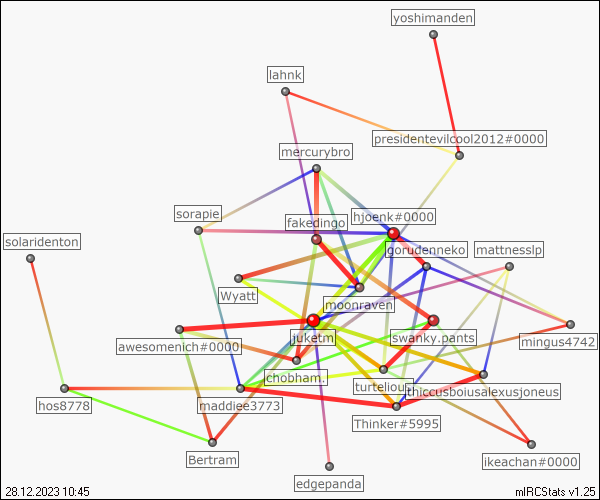 yoshimanden
lahnk
presidentevilcool2012#0000
mercurybro
sorapie
hjoenk#0000
fakedingo
solaridenton
gorudenneko
mattnesslp
Wyatt
moonraven
juketm
swanky.pants
mingus4742
awesomenich#0000
chobham.
turtelioup
thiccusboiusalexusjoneus
hos8778
maddiee3773
Thinker#5995
Bertram
ikeachan#0000
edgepanda
28.12.2023 10:45
mIRCStats v1.25